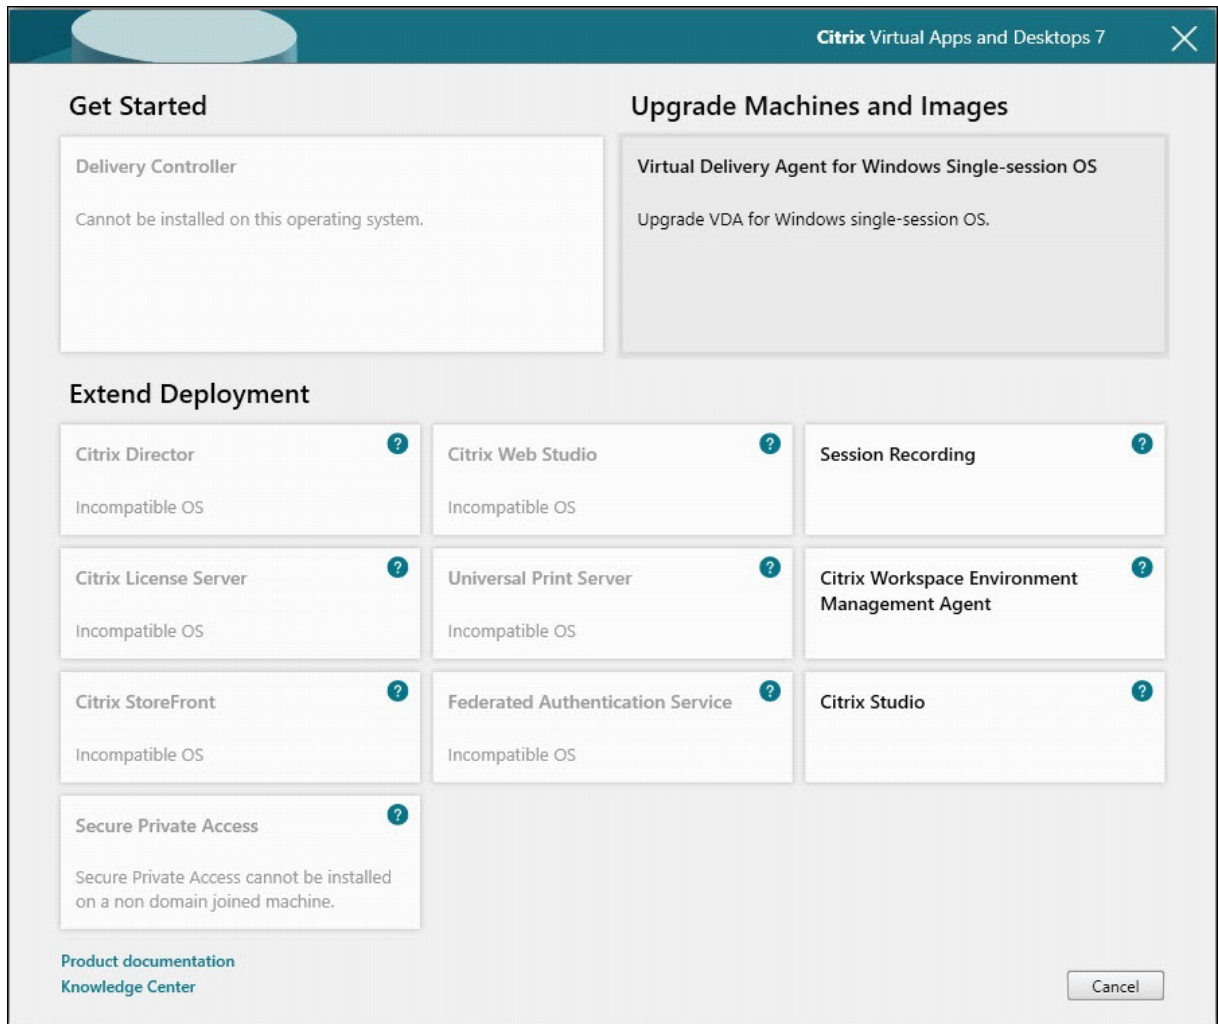 Citrix Virtual Apps and Desktops 7
Get Started
Delivery Controller
Cannot be installed on this operating system.
Upgrade Machines and Images
Virtual Delivery Agent for Windows Single-session OS
Upgrade VDA for Windows single-session OS.
Extend Deployment
Citrix Director
?
Incompatible OS
Citrix Web Studio
?
Incompatible OS
Session Recording
?
Citrix License Server
?
Incompatible OS
Universal Print Server
?
Incompatible OS
Citrix Workspace Environment
Management Agent
?
Citrix StoreFront
?
Incompatible OS
Federated Authentication Service
?
Incompatible OS
Citrix Studio
?
Secure Private Access
?
Secure Private Access cannot be installed
on a non domain joined machine.
Product documentation
Knowledge Center
Cancel